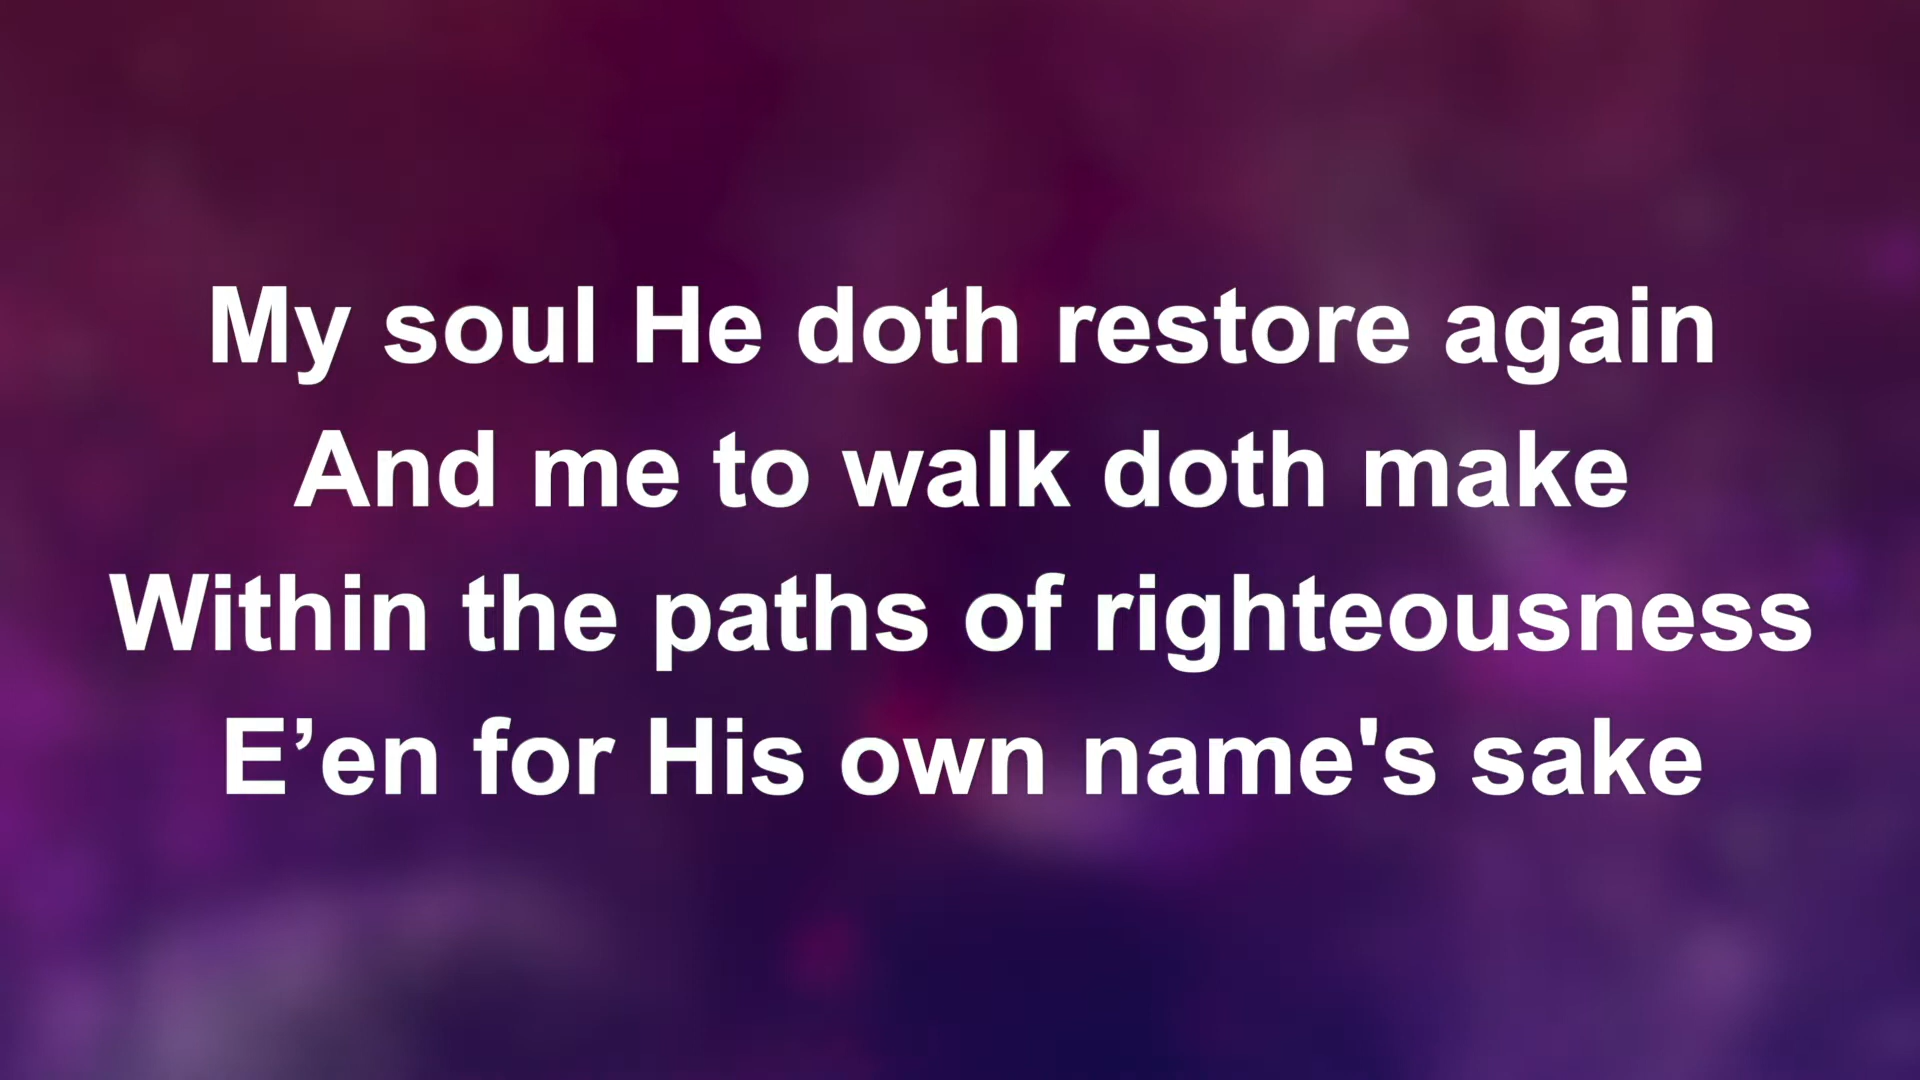 My soul He doth restore again
And me to walk doth make
Within the paths of righteousness
E’en for His own name's sake